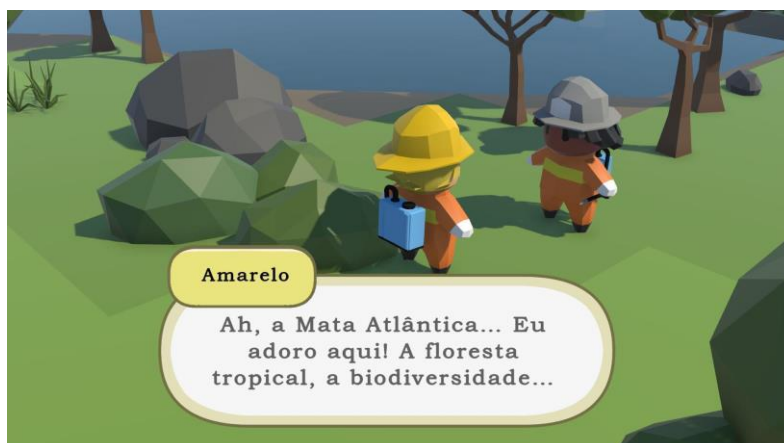 Amarelo
Ah, a Mata Atlântica... Eu
adoro aqui! A floresta
tropical, a biodiversidade...